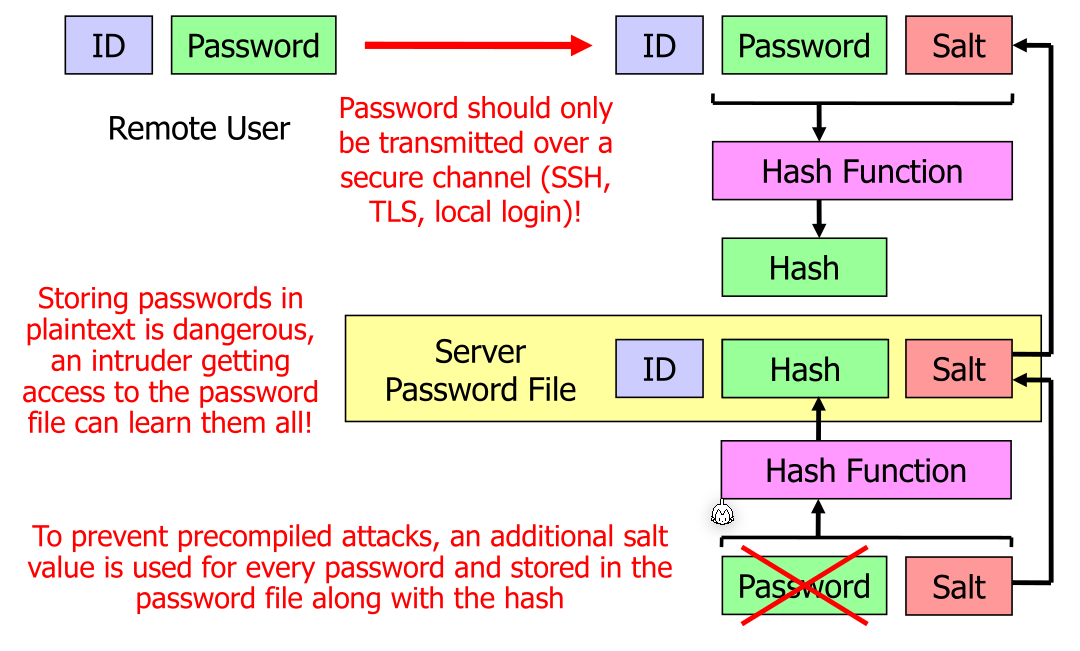 ID
Password
ID
Password
Salt
Remote User
Password should only
be transmitted over a
secure channel (SSH,
TLS, local login)!
Hash Function
Hash
Storing passwords in
plaintext is dangerous,
an intruder getting
access to the password
file can learn them all!
Server
Password File
ID
Hash
Salt
Hash Function
To prevent precompiled attacks, an additional salt
value is used for every password and stored in the
password file along with the hash
Password
Salt